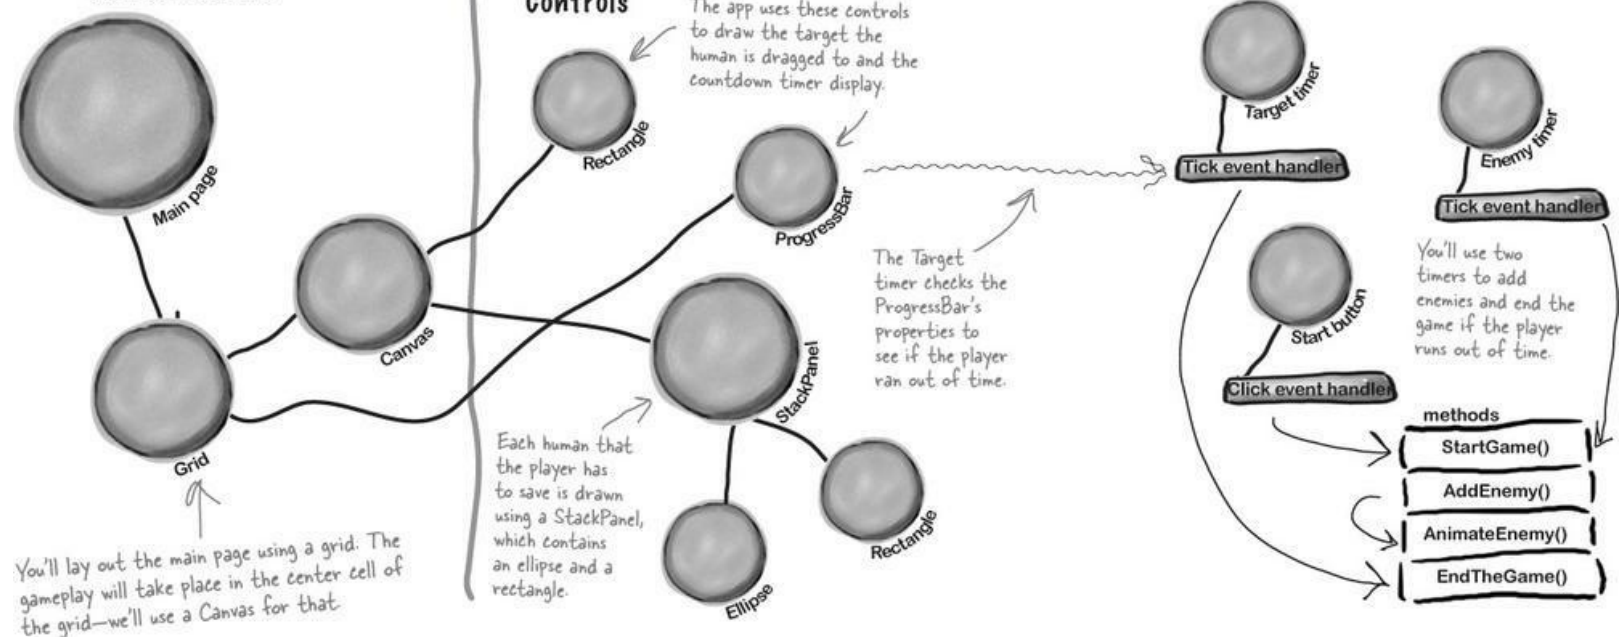 Controls
The app uses these controls
to draw the target the
human is dragged to and the
countdown timer display.
Main page
Rectangle
ProgressBar
Canvas
Grid
StackPanel
Ellipse
Rectangle
You'll lay out the main page using a grid. The
gameplay will take place in the center cell of
the grid—we'll use a Canvas for that
Each human that
the player has
to save is drawn
using a StackPanel,
which contains
an ellipse and a
rectangle.
The Target
timer checks the
ProgressBar's
properties to
see if the player
ran out of time.
Target timer
Tick event handler
Enemy timer
Tick event handler
Start button
Click event handler
You'll use two
timers to add
enemies and end the
game if the player
runs out of time.
methods
StartGame()
AddEnemy()
AnimateEnemy()
EndTheGame()